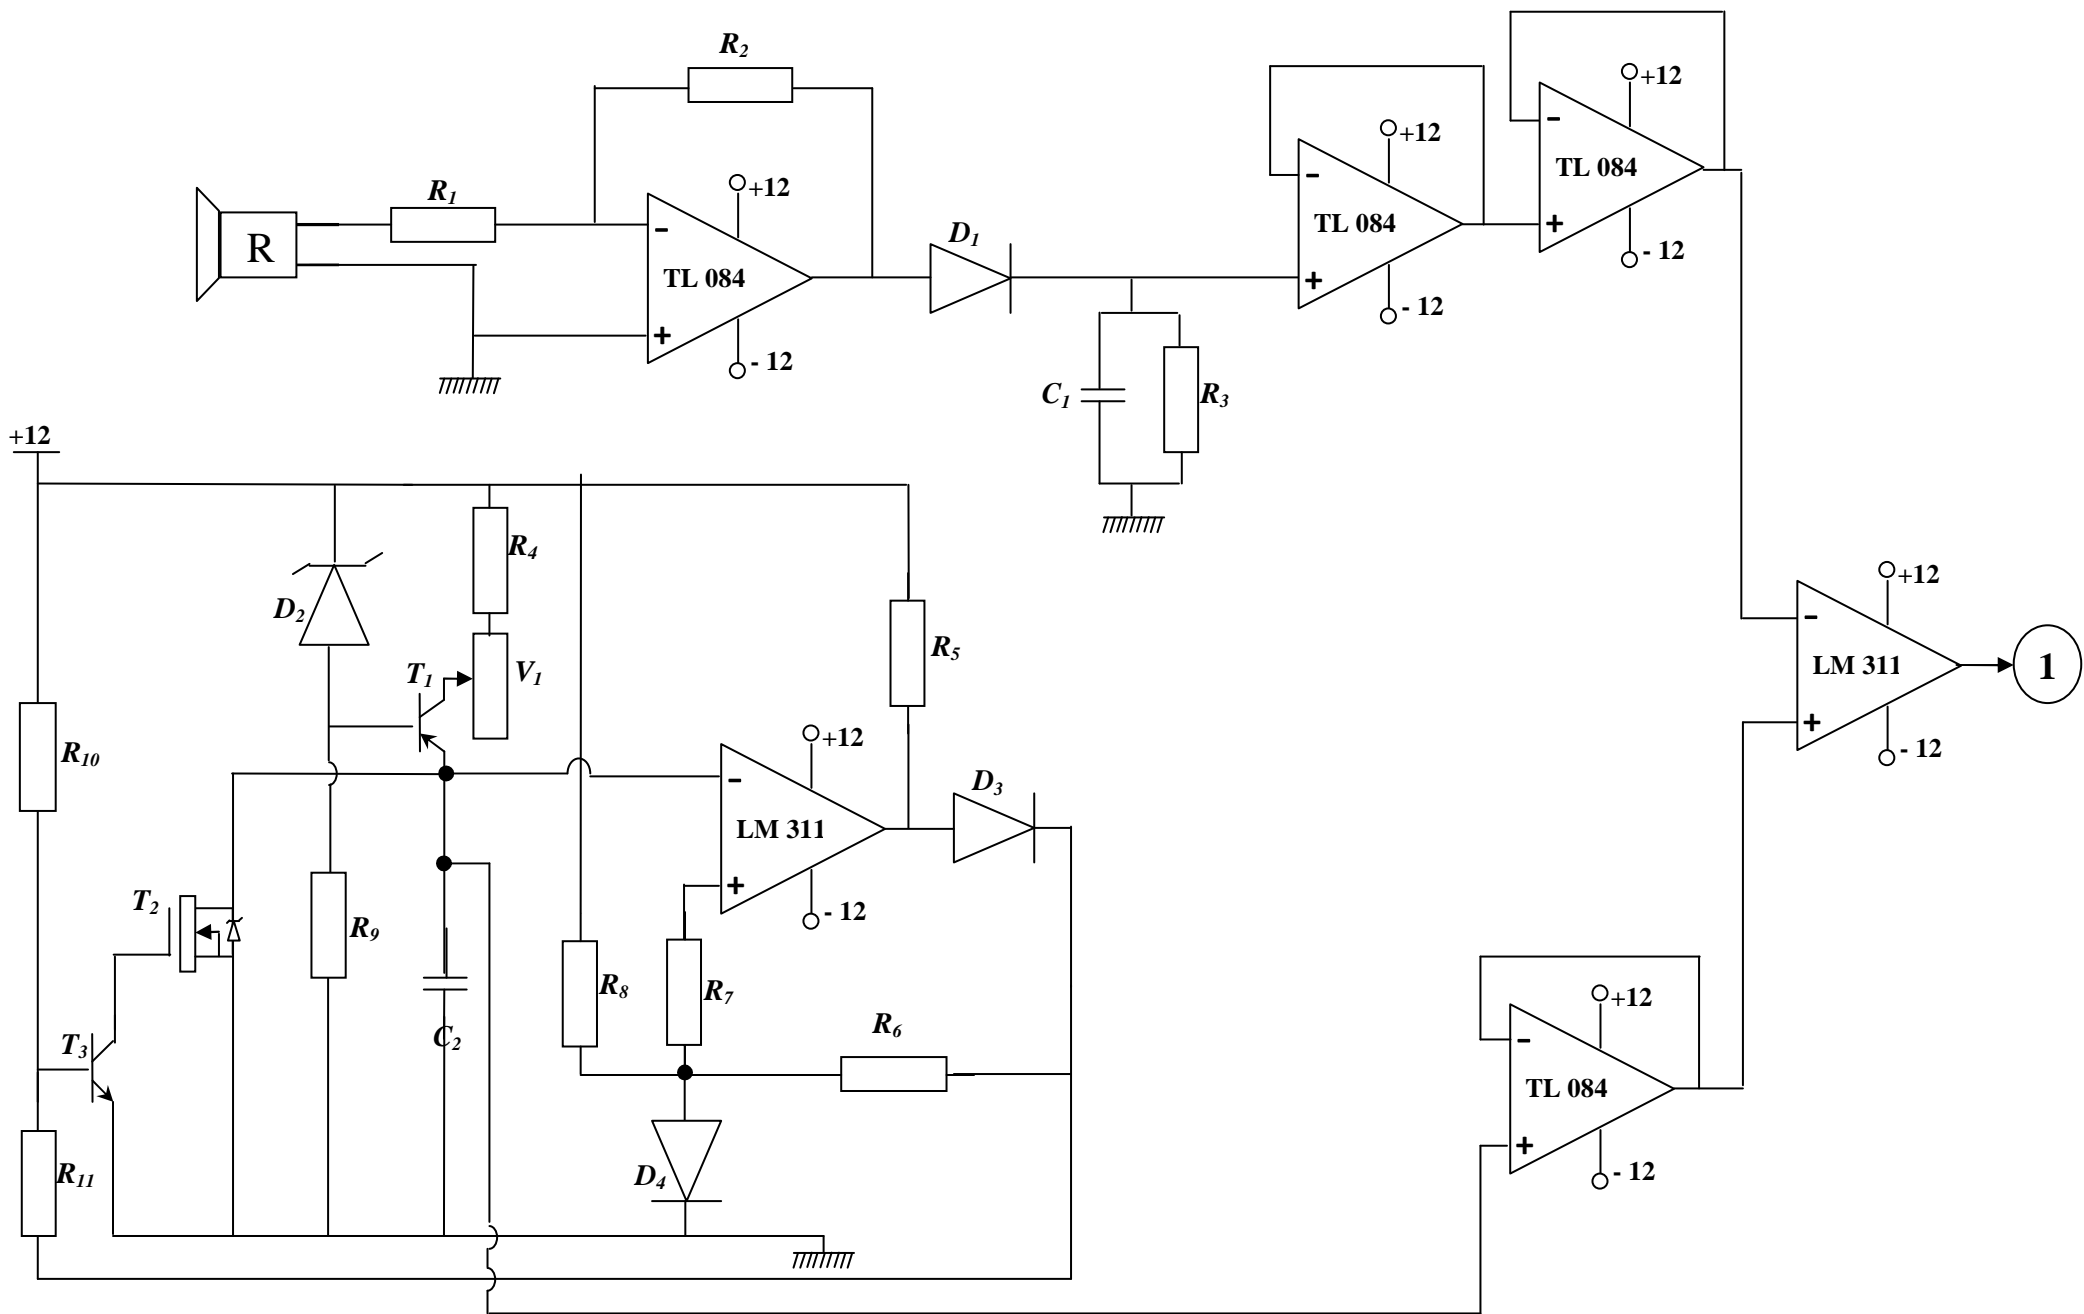 R2
+12
+12
- +12 -
TL 084
R1 - TL 084
+12 +
R D1 + - 12
TL 084 - 12
+
- 12
C1 R3
+12
R4
D2 +12
R5 -
T1 V1 LM 311 1
R10 +12 +
- D3 - 12
LM 311
T2 +
R9 - 12
R8 R7 +12
C2 R6 -
T3 TL 084
+
R11 D4 - 12